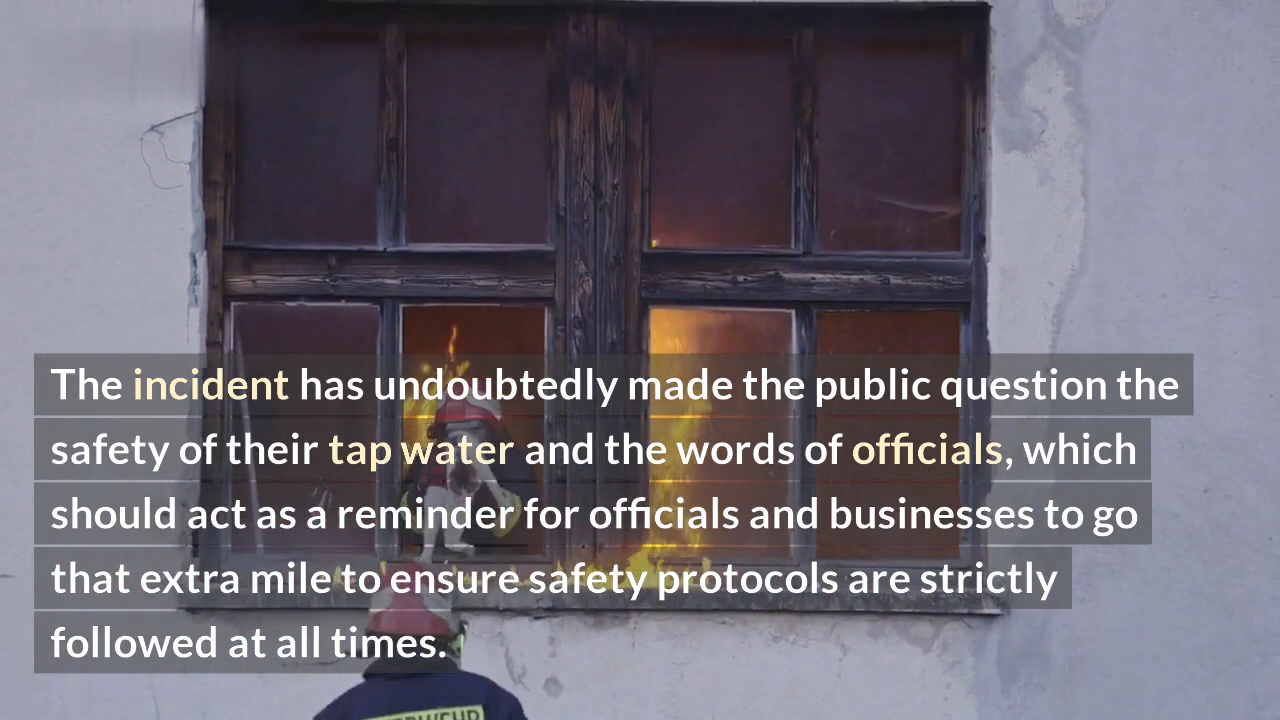 The incident has undoubtedly made the public question the
safety of their tap water and the words of officials, which
should act as a reminder for officials and businesses to go
that extra mile to ensure safety protocols are strictly
followed at all times.